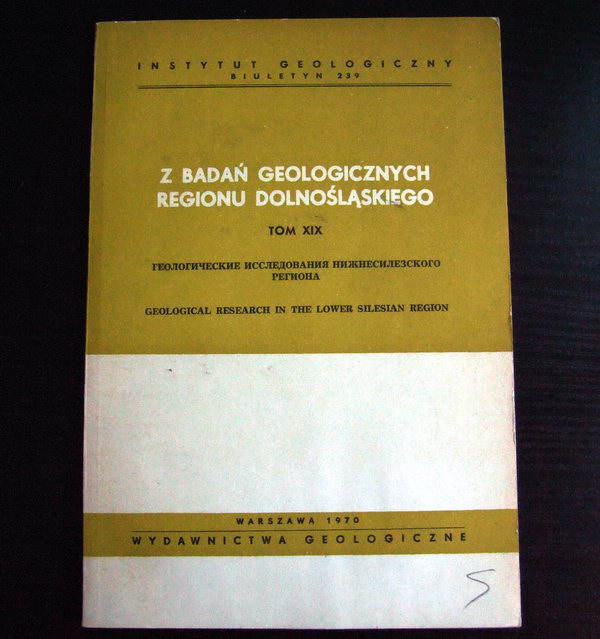 INSTYTUT GEOLOGICZNY
BIULETYN 239
Z BADAŃ GEOLOGICZNYCH
REGIONU DOLNOŚLĄSKIEGO
TOM XIX
ГЕОЛОГИЧЕСКИЕ ИССЛЕДОВАНИЯ НИЖНЕСИЛЕЗСКОГО
РЕГИОНА
GEOLOGICAL RESEARCH IN THE LOWER SILESIAN REGION
WARSZAWA 1970
WYDAWNICTWA GEOLOGICZNE
5